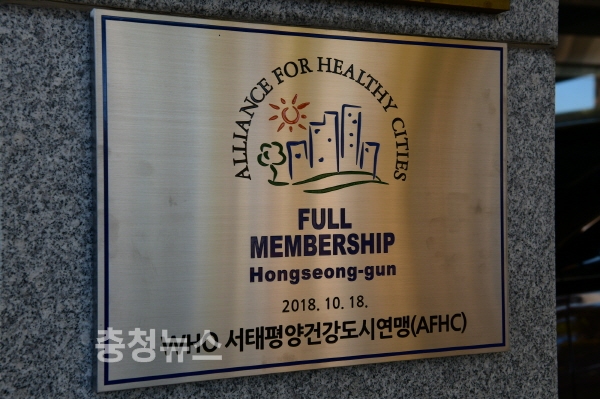 ALLIANCE FOR HEALTHY CITIES
FULL
MEMBERSHIP
Hongseong-gun
2018. 10. 18.
WHO 서태평양건강도시연맹(AFHC)
충청뉴스